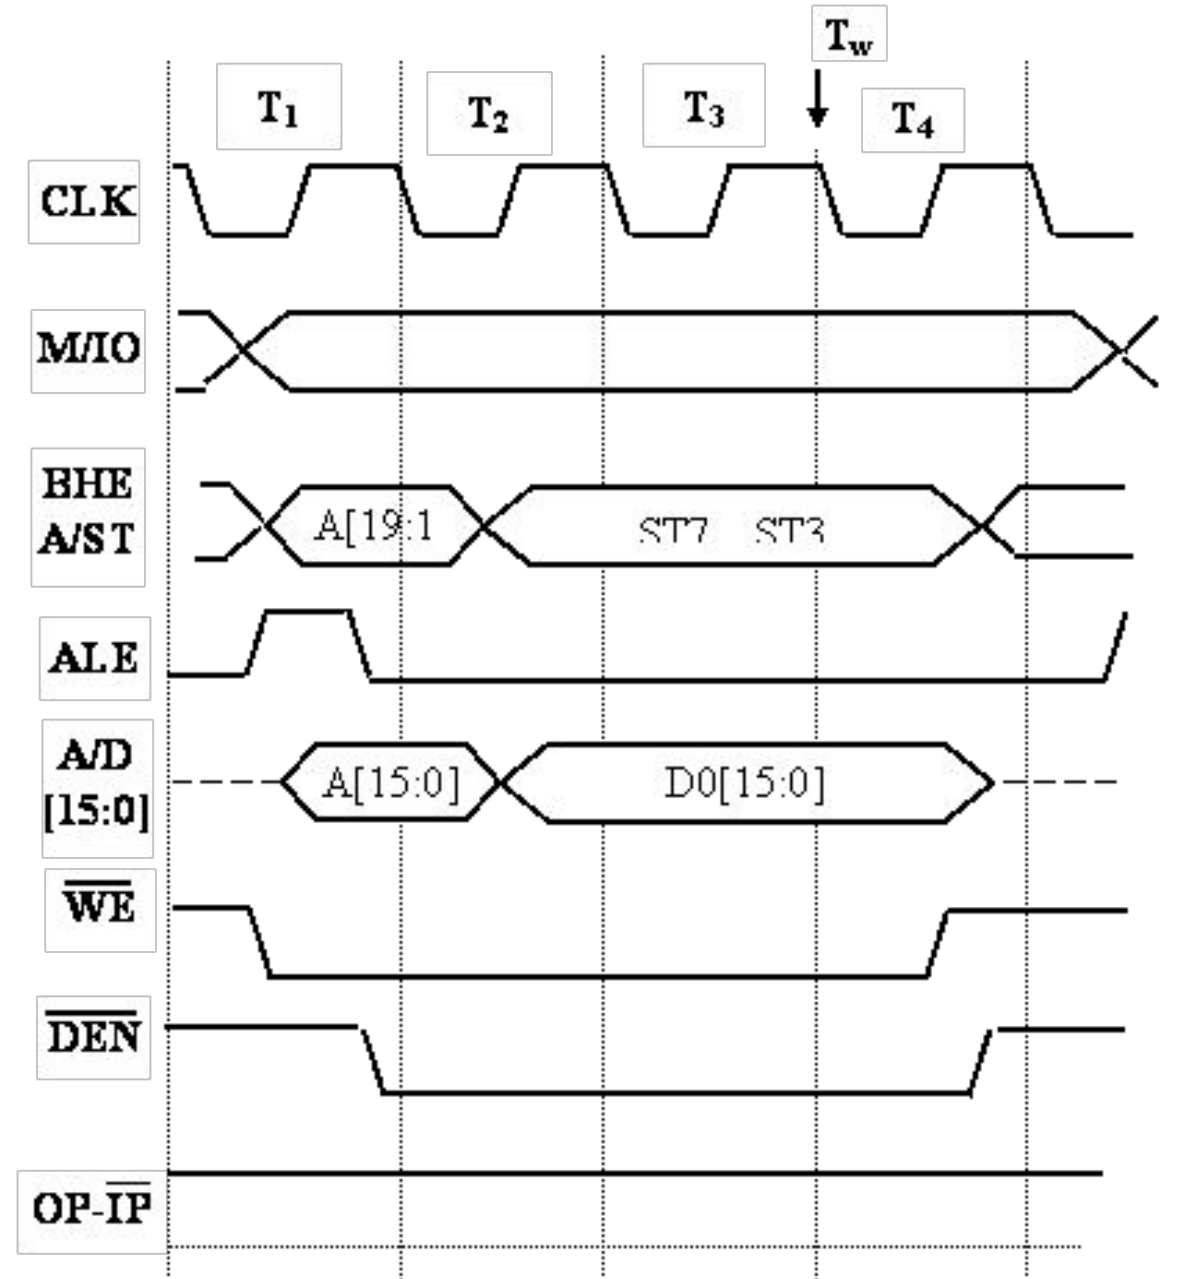 Tw
T1 T2 T3 T4
CLK
M/IO
BHE
A/ST
A[19:1 ST7 ST3
ALE
A/D
[15:0]
A[15:0] D0[15:0]
WE
DEN
OP-IP